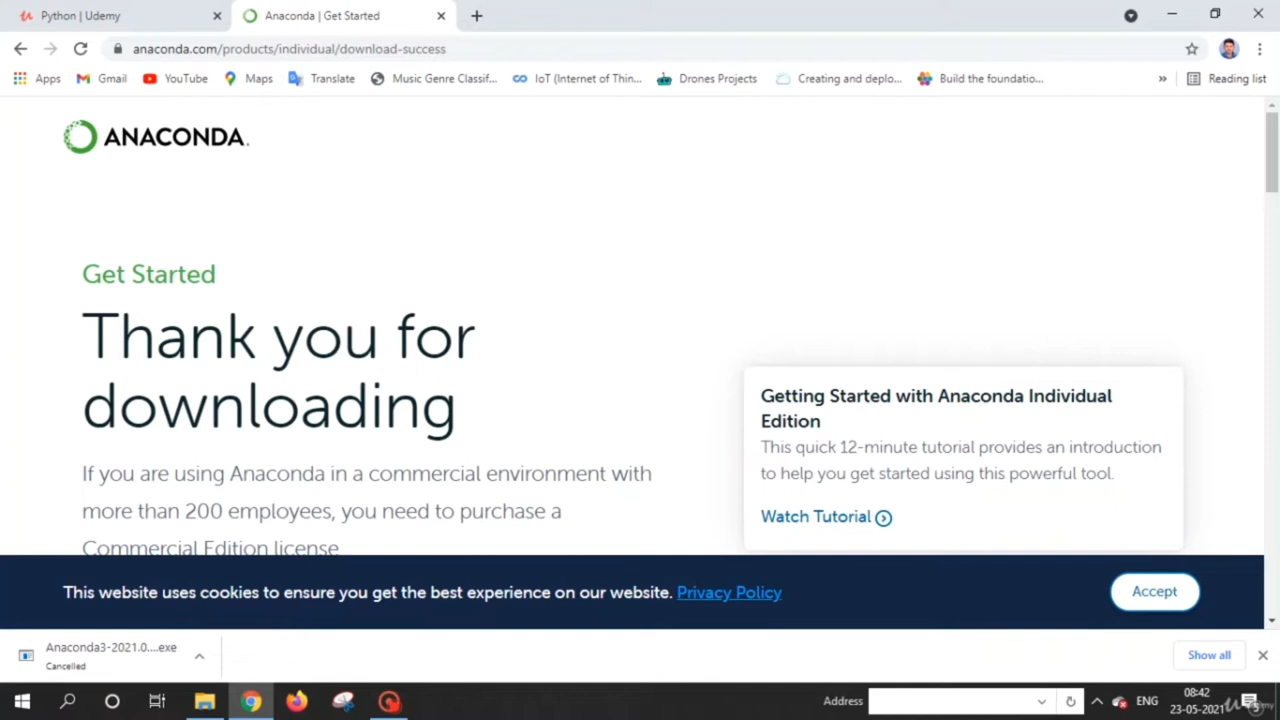 Python | Udemy
Anaconda | Get Started
anaconda.com/products/individual/download-success
Apps
Gmail
YouTube
Maps
Translate
Music Genre Classif...
IoT (Internet of Thin...
Drones Projects
Creating and deplo...
Build the foundatio...
»
Reading list
ANACONDA.
Get Started
Thank you for
downloading
If you are using Anaconda in a commercial environment with
more than 200 employees, you need to purchase a
Commercial Edition license
Getting Started with Anaconda Individual
Edition
This quick 12-minute tutorial provides an introduction
to help you get started using this powerful tool.
Watch Tutorial
This website uses cookies to ensure you get the best experience on our website. Privacy Policy
Accept
Anaconda3-2021.0....exe
Cancelled
Show all
Address
ENG
08:42
23-05-2021